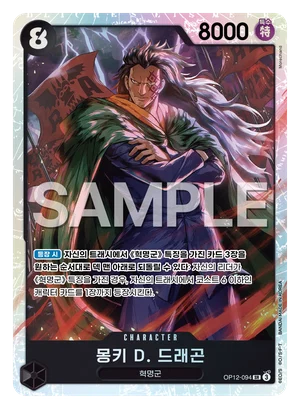 8
8000
특수
特
SAMPLE
등장 시 자신의 트래시에서 《혁명군》 특징을 가진 카드 3장을
원하는 순서대로 덱 맨 아래로 되돌릴 수 있다: 자신의 리더가
《혁명군》 특징을 가진 경우, 자신의 트래시에서 코스트 6 이하인
캐릭터 카드를 1장까지 등장시킨다.
CHARACTER
몽키 D. 드래곤
혁명군
OP12-094 SR
3